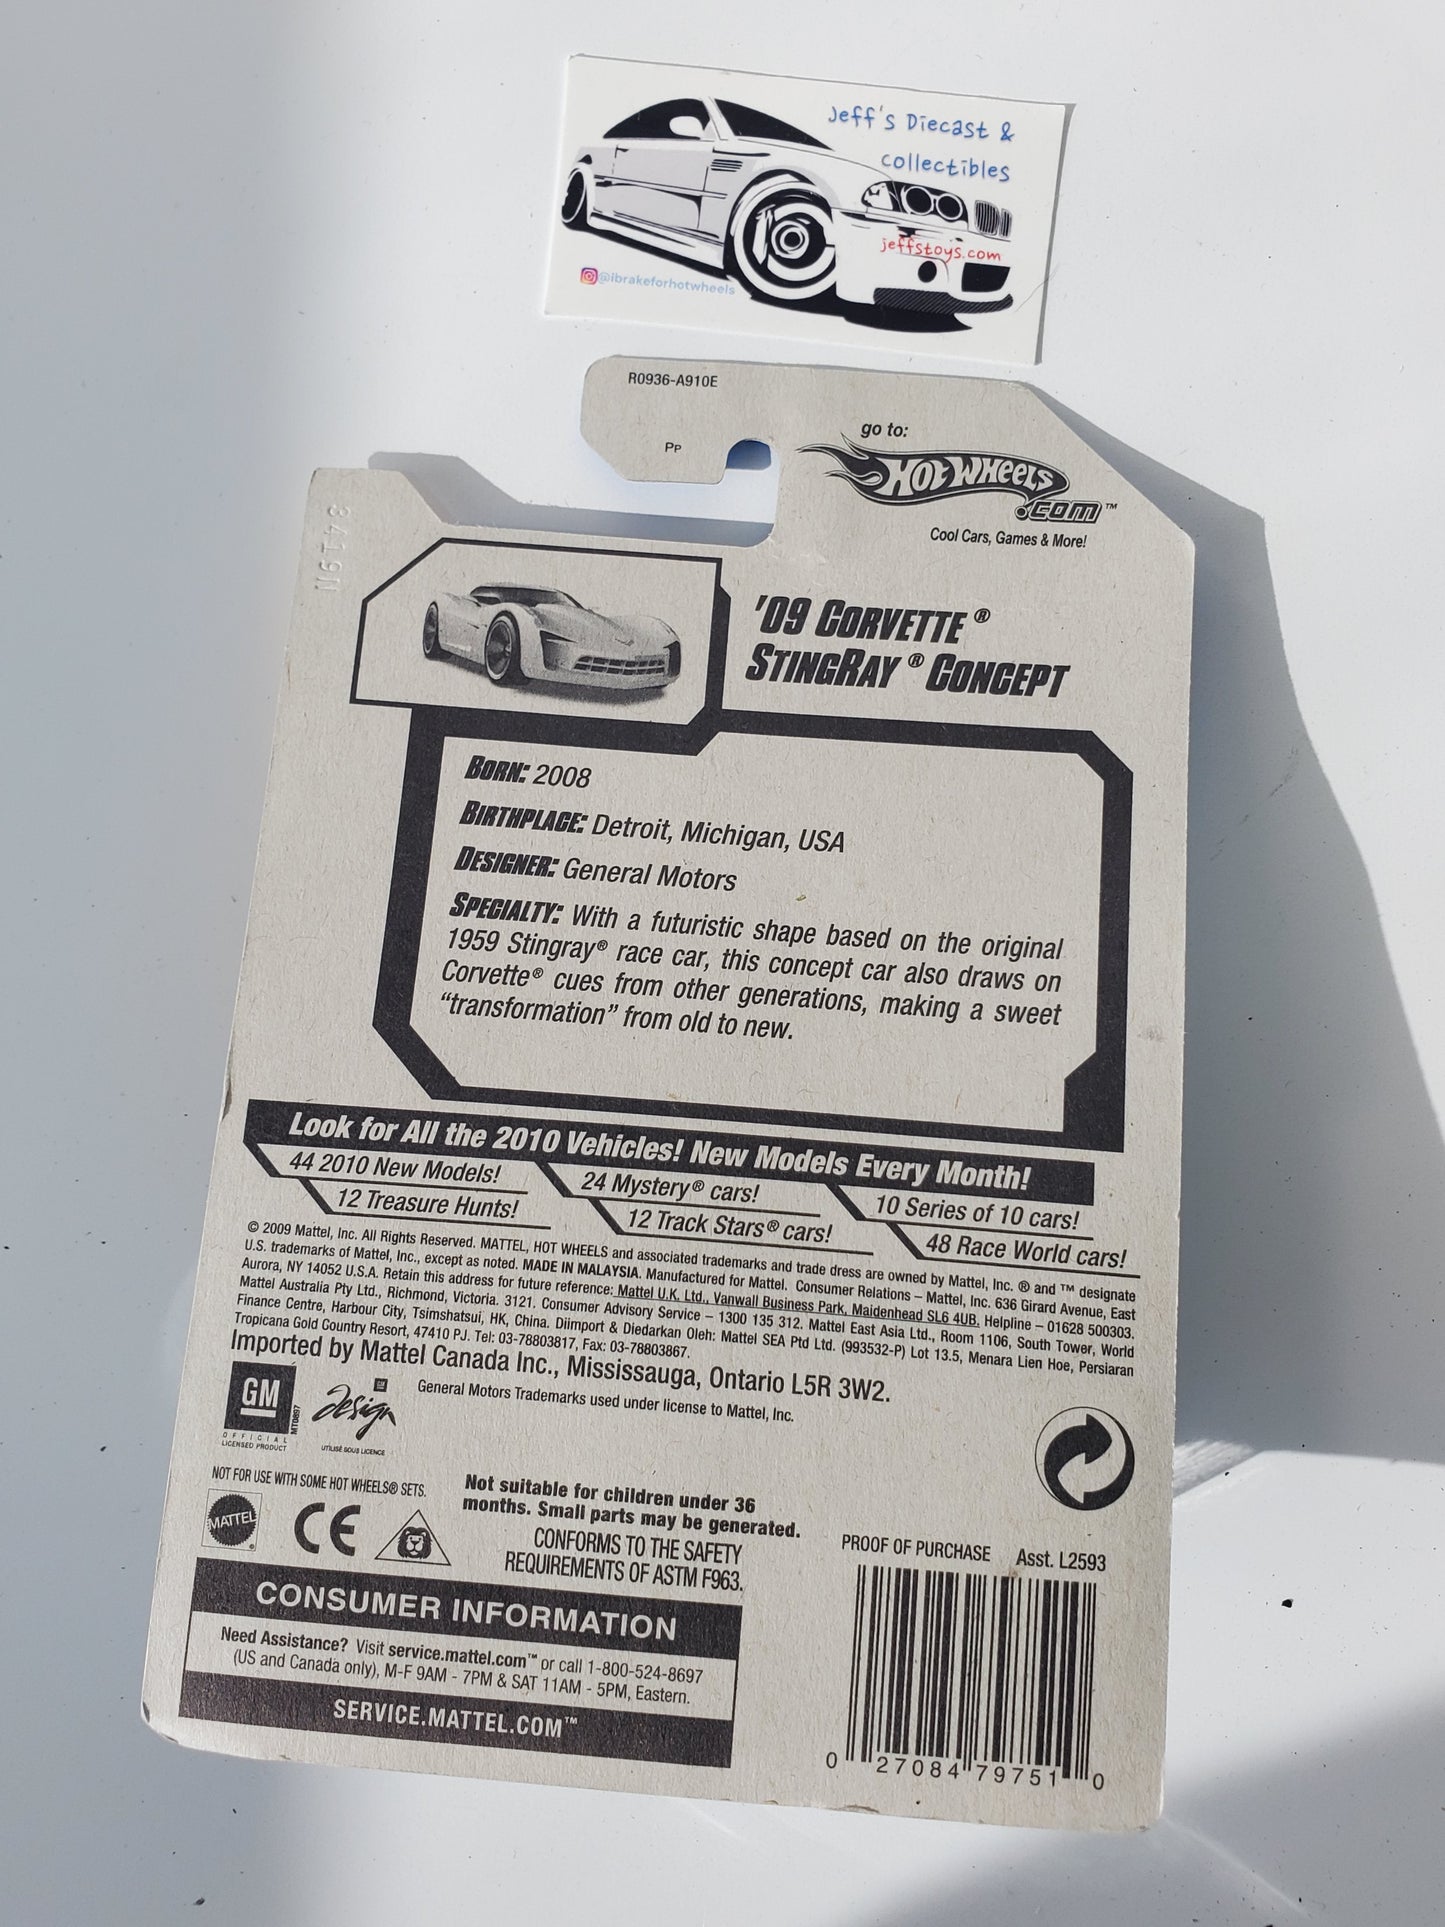 Jeff's Diecast &
collectibles
jeffstoys.com
@ibrakeforhotwheels
R0936-A910E
PP
go to:
HOT WHEELS
.COM™
Cool Cars, Games & More!
3419N
'09 CORVETTE®
STINGRAY® CONCEPT
BORN: 2008
BIRTHPLACE: Detroit, Michigan, USA
DESIGNER: General Motors
SPECIALTY: With a futuristic shape based on the original
1959 Stingray® race car, this concept car also draws on
Corvette® cues from other generations, making a sweet
“transformation” from old to new.
Look for All the 2010 Vehicles! New Models Every Month!
44 2010 New Models!
24 Mystery® cars!
10 Series of 10 cars!
12 Treasure Hunts!
12 Track Stars® cars!
48 Race World cars!
© 2009 Mattel, Inc. All Rights Reserved. MATTEL, HOT WHEELS and associated trademarks and trade dress are owned by Mattel, Inc. ® and ™ designate
U.S. trademarks of Mattel, Inc., except as noted. MADE IN MALAYSIA. Manufactured for Mattel. Consumer Relations – Mattel, Inc. 636 Girard Avenue, East
Aurora, NY 14052 U.S.A. Retain this address for future reference: Mattel U.K. Ltd., Vanwall Business Park, Maidenhead SL6 4UB. Helpline – 01628 500303.
Mattel Australia Pty Ltd., Richmond, Victoria. 3121. Consumer Advisory Service – 1300 135 312. Mattel East Asia Ltd., Room 1106, South Tower, World
Finance Centre, Harbour City, Tsimshatsui, HK, China. Diimport & Diedarkan Oleh: Mattel SEA Ptd Ltd. (993532-P) Lot 13.5, Menara Lien Hoe, Persiaran
Tropicana Gold Country Resort, 47410 PJ. Tel: 03-78803817, Fax: 03-78803867.
Imported by Mattel Canada Inc., Mississauga, Ontario L5R 3W2.
GM
OFFICIAL
LICENSED PRODUCT
MT0897
GM
Design
UTILISÉ SOUS LICENCE
General Motors Trademarks used under license to Mattel, Inc.
NOT FOR USE WITH SOME HOT WHEELS® SETS.
MATTEL®
CE
Not suitable for children under 36
months. Small parts may be generated.
CONFORMS TO THE SAFETY
REQUIREMENTS OF ASTM F963.
PROOF OF PURCHASE Asst. L2593
CONSUMER INFORMATION
Need Assistance? Visit service.mattel.com™ or call 1-800-524-8697
(US and Canada only), M-F 9AM - 7PM & SAT 11AM - 5PM, Eastern.
SERVICE.MATTEL.COM™
0 27084 79751 0